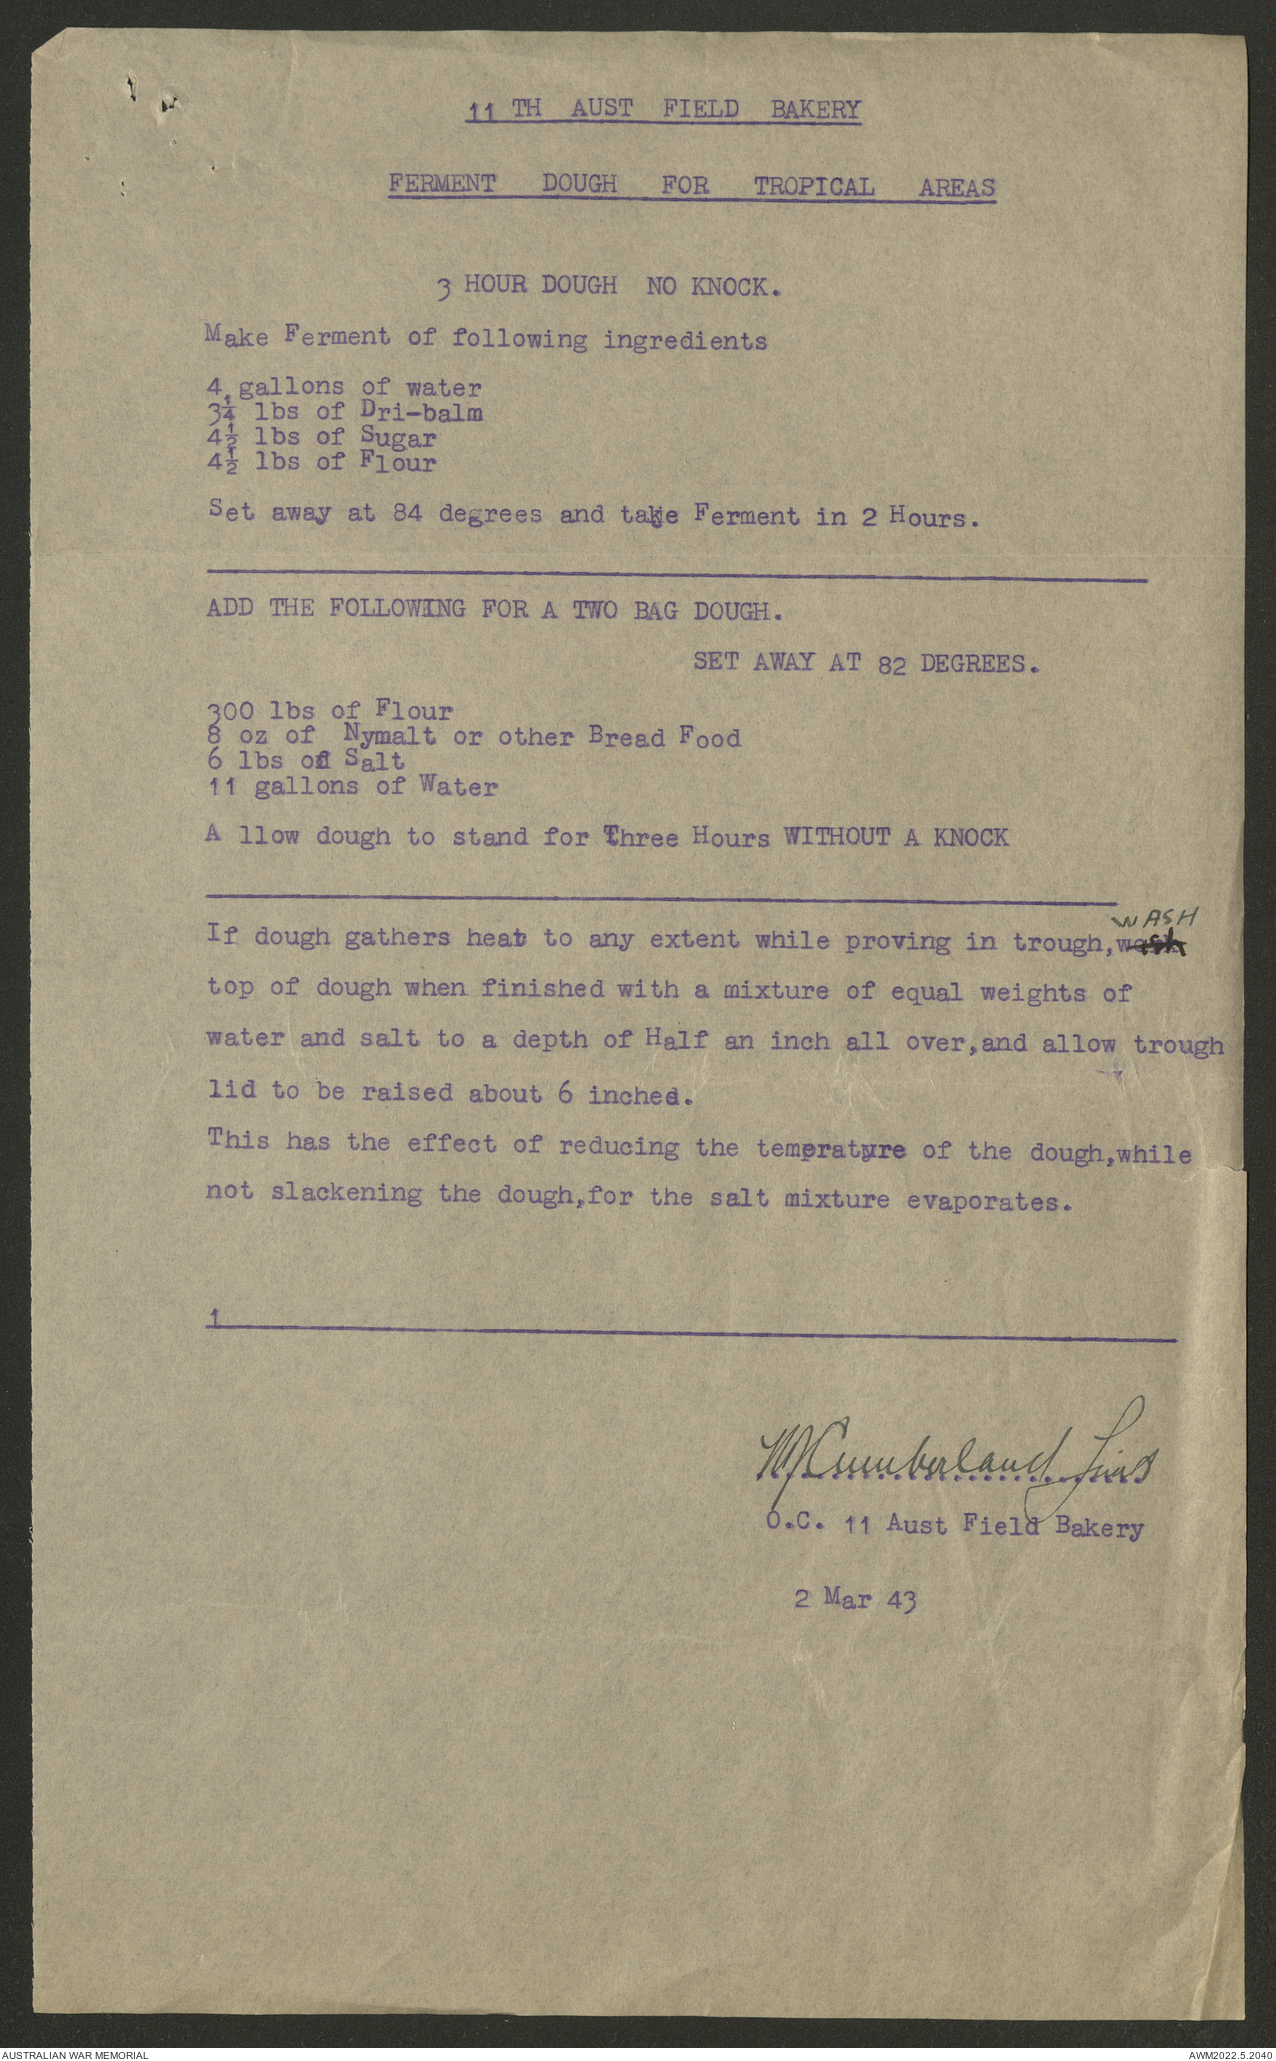 11 TH AUST FIELD BAKERY
FERMENT DOUGH FOR TROPICAL AREAS
3 HOUR DOUGH NO KNOCK.
Make Ferment of following ingredients
4 gallons of water
3¼ lbs of Dri-balm
4½ lbs of Sugar
4½ lbs of Flour
Set away at 84 degrees and take Ferment in 2 Hours.
ADD THE FOLLOWING FOR A TWO BAG DOUGH.
SET AWAY AT 82 DEGREES.
300 lbs of Flour
8 oz of Nymalt or other Bread Food
6 lbs of Salt
11 gallons of Water
A llow dough to stand for Three Hours WITHOUT A KNOCK
WASH
If dough gathers heat to any extent while proving in trough,wash
top of dough when finished with a mixture of equal weights of
water and salt to a depth of Half an inch all over,and allow trough
lid to be raised about 6 inches.
This has the effect of reducing the temprature of the dough,while
not slackening the dough,for the salt mixture evaporates.
1
Cumberland Lieut
O.C. 11 Aust Field Bakery
2 Mar 43
AUSTRALIAN WAR MEMORIAL
AWM2022.5.2040